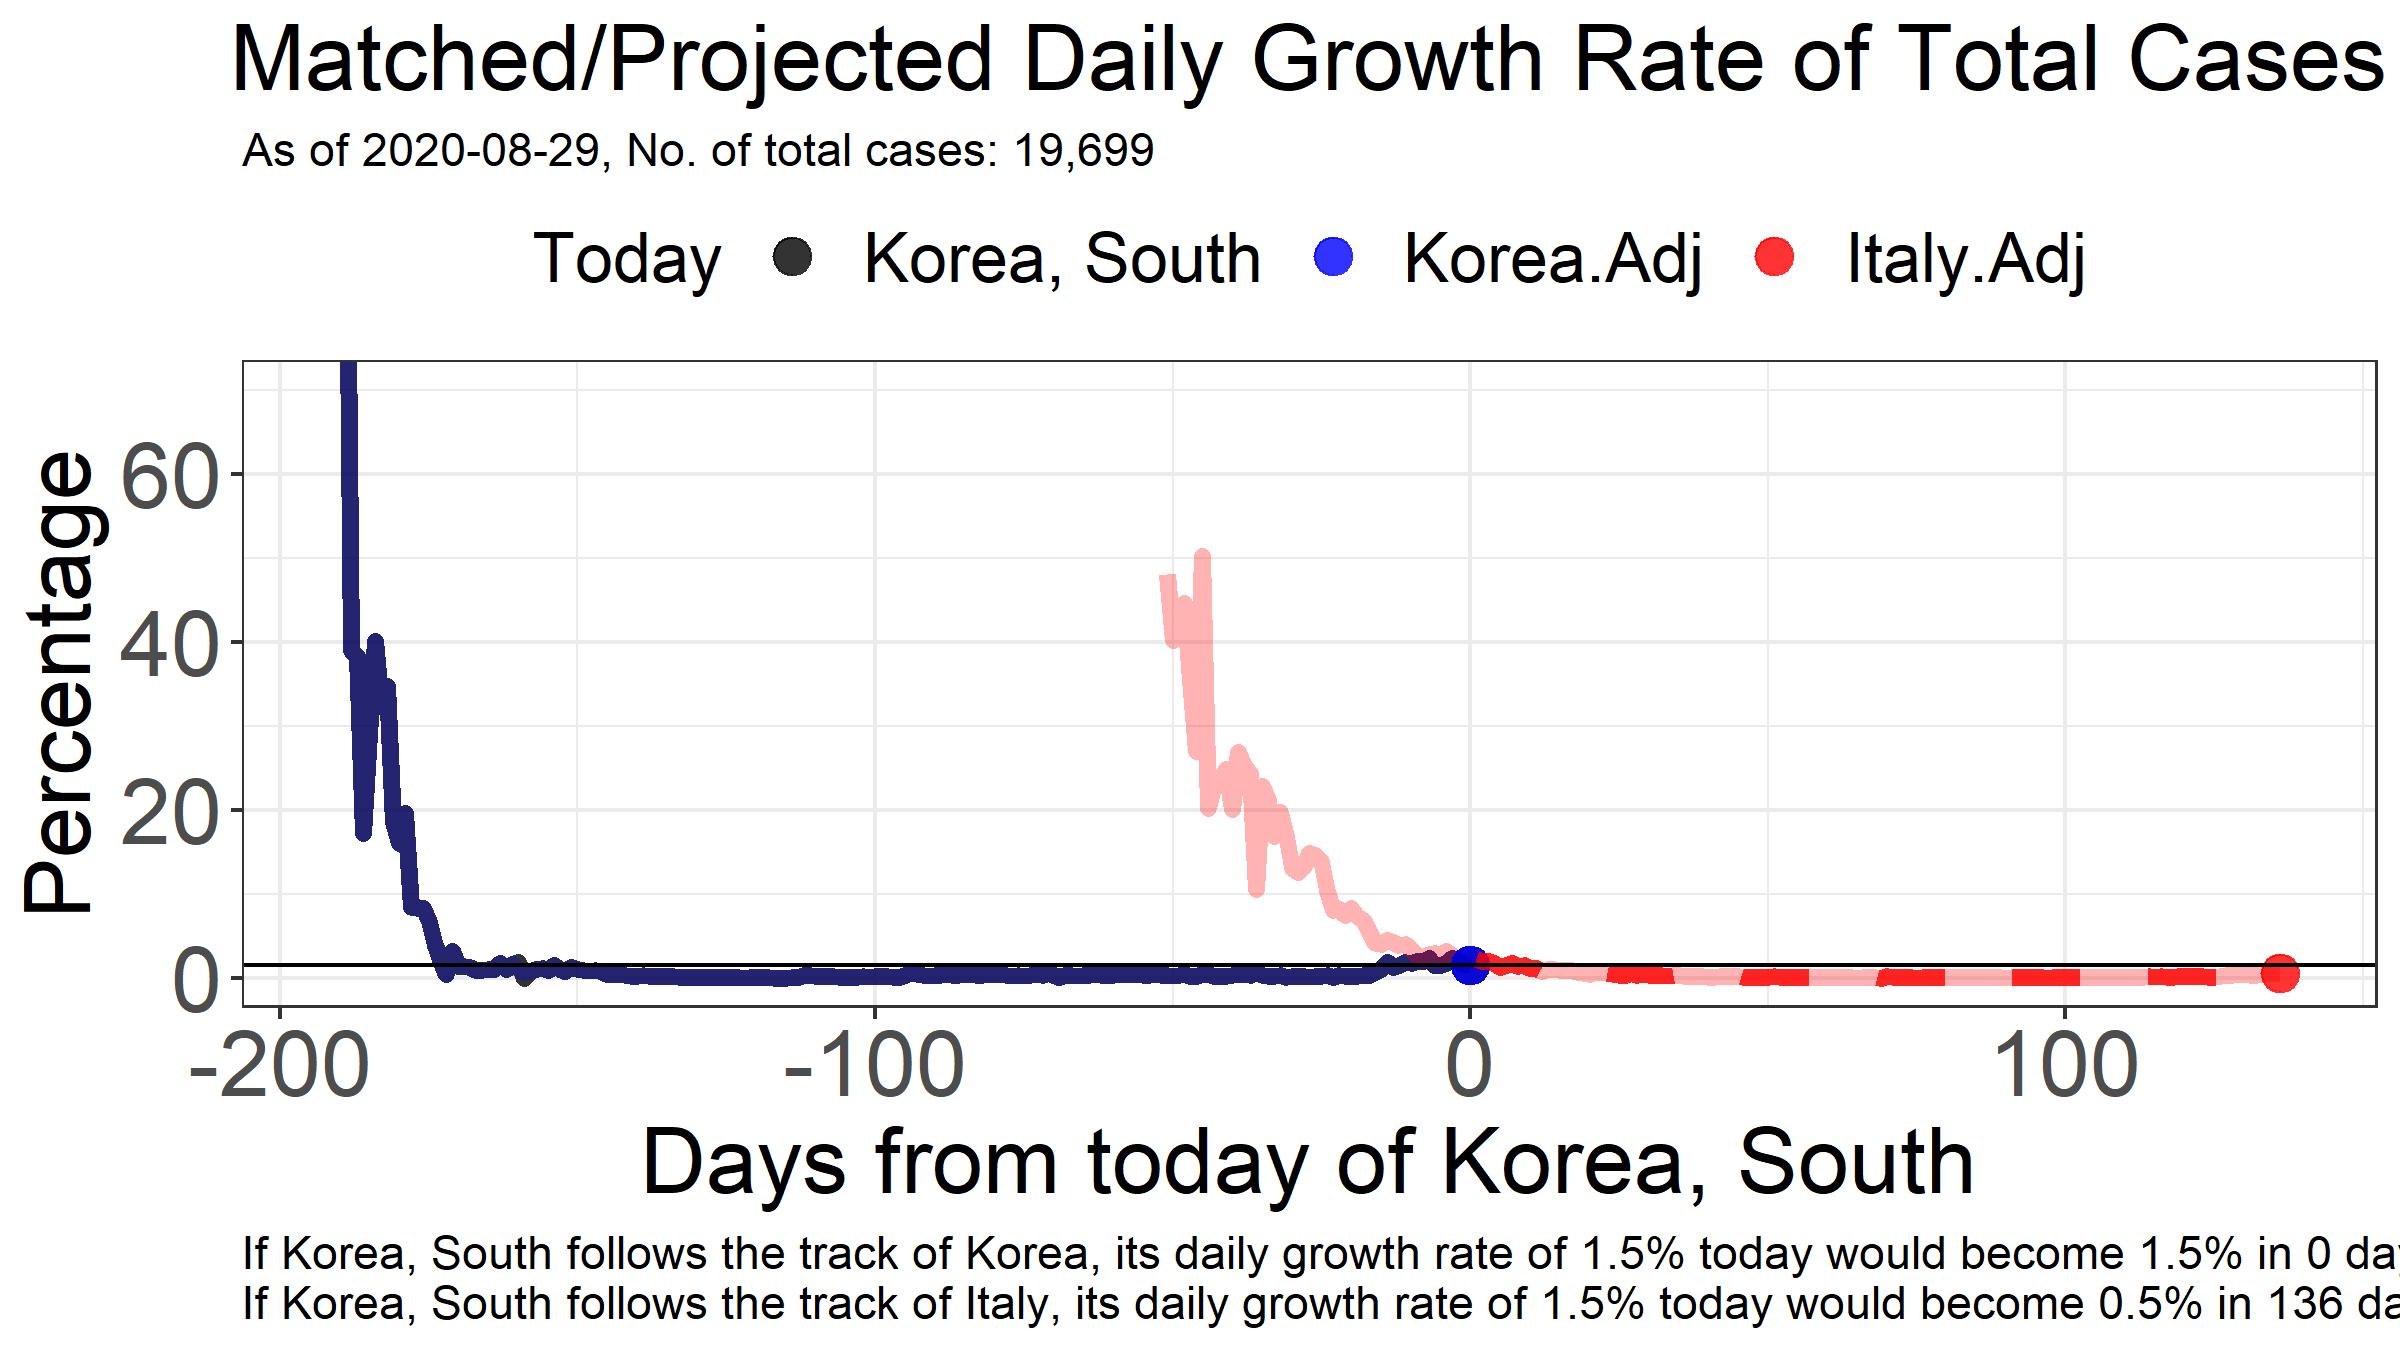 Matched/Projected Daily Growth Rate of Total Cases
As of 2020-08-29, No. of total cases: 19,699
Today Korea, South Korea.Adj Italy.Adj
Percentage
60
40
20
0
-200 -100 0 100
Days from today of Korea, South
If Korea, South follows the track of Korea, its daily growth rate of 1.5% today would become 1.5% in 0
If Korea, South follows the track of Italy, its daily growth rate of 1.5% today would become 0.5% in 136